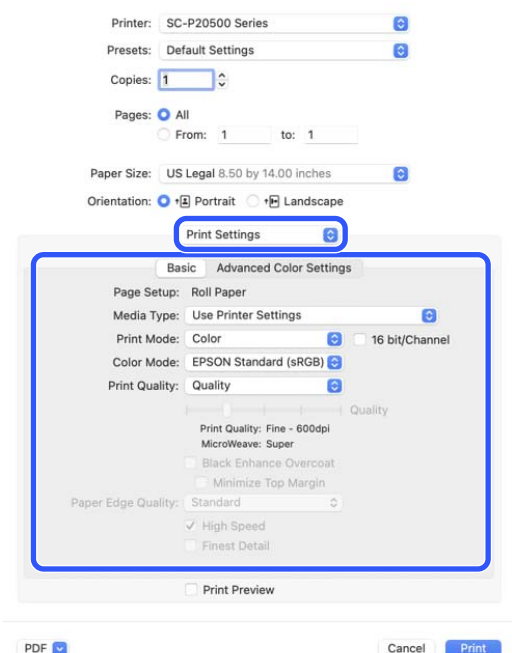 Printer: SC-P20500 Series
Presets: Default Settings
Copies: 1
Pages: All
From: 1 to: 1
Paper Size: US Legal 8.50 by 14.00 inches
Orientation: Portrait Landscape
Print Settings
Basic Advanced Color Settings
Page Setup: Roll Paper
Media Type: Use Printer Settings
Print Mode: Color 16 bit/Channel
Color Mode: EPSON Standard (sRGB)
Print Quality: Quality
Quality
Print Quality: Fine - 600dpi
MicroWeave: Super
Black Enhance Overcoat
Minimize Top Margin
Paper Edge Quality: Standard
High Speed
Finest Detail
Print Preview
PDF Cancel Print